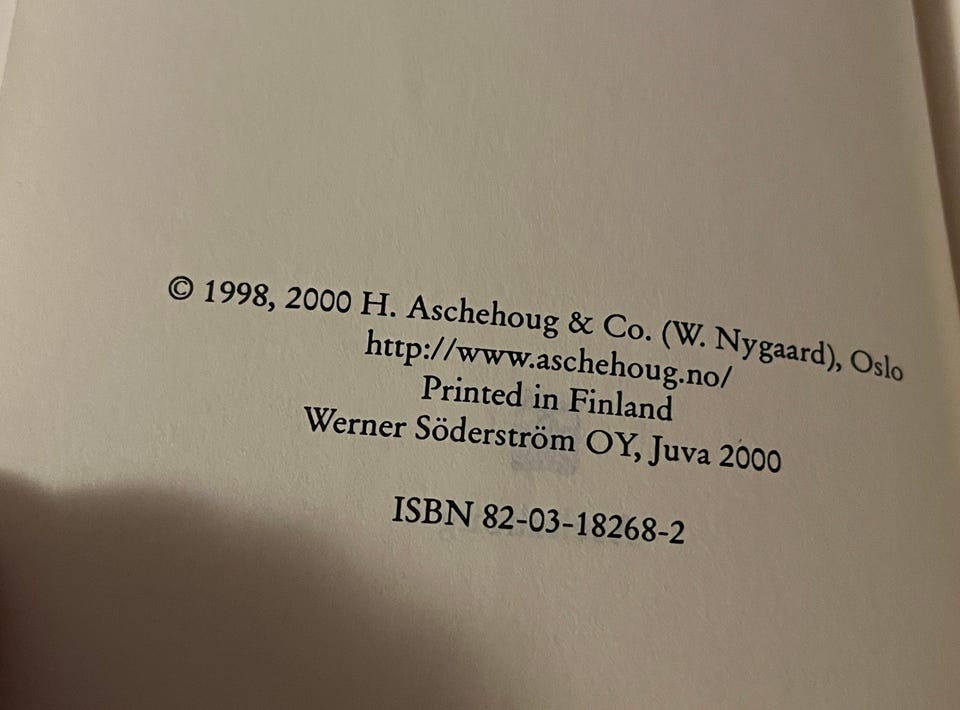 © 1998, 2000 H. Aschehoug & Co. (W. Nygaard), Oslo
http://www.aschehoug.no/
Printed in Finland
Werner Söderström OY, Juva 2000
ISBN 82-03-18268-2